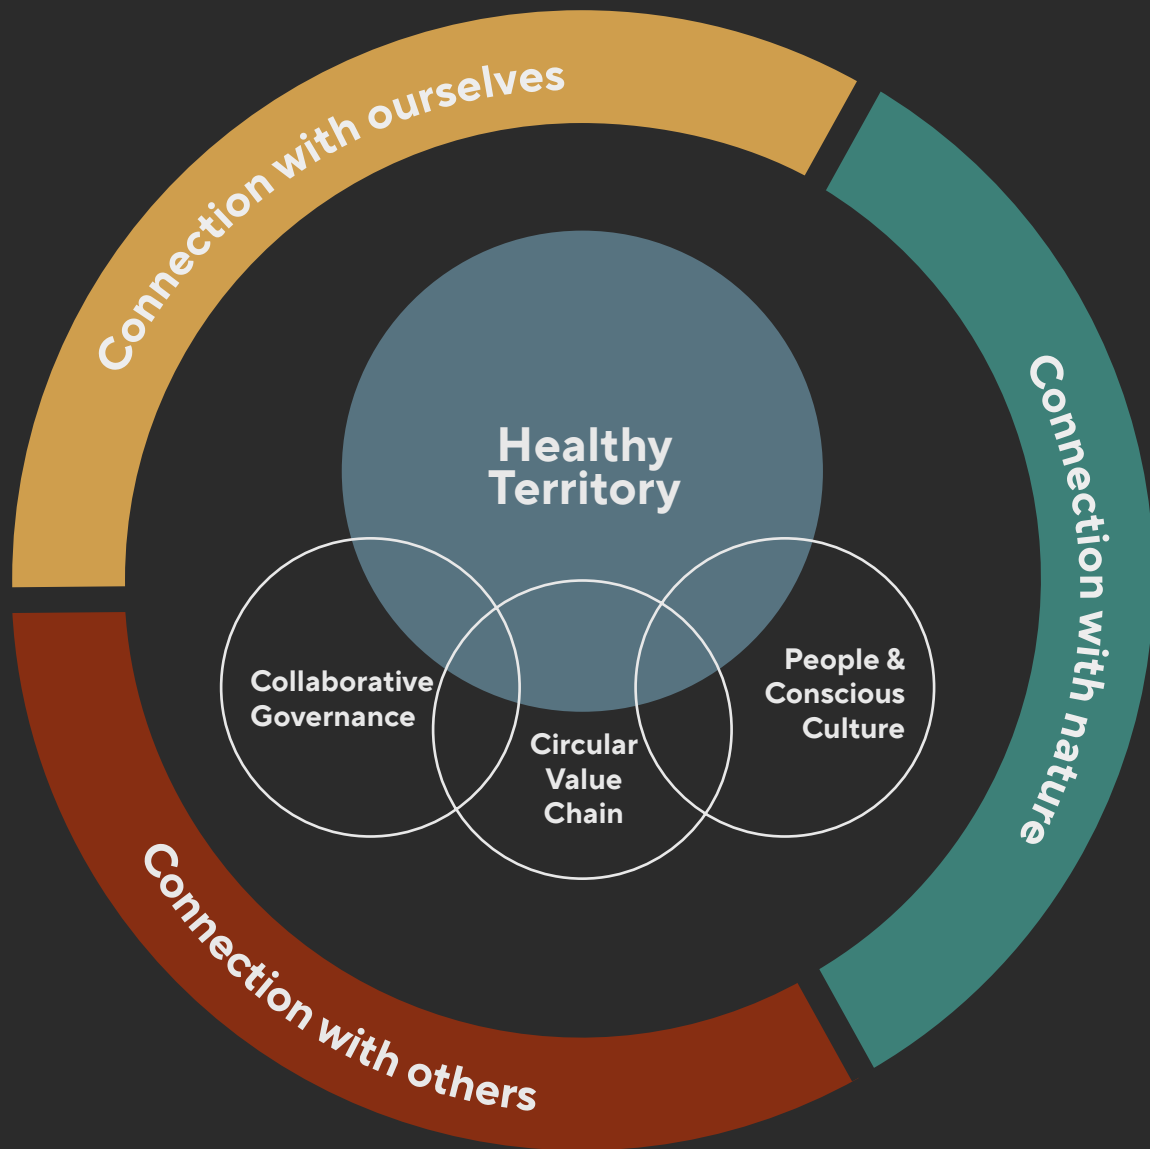 Connection with ourselves
Connection with nature
Healthy
Territory
Collaborative
Governance
Circular
Value
Chain
People &
Conscious
Culture
Connection with others